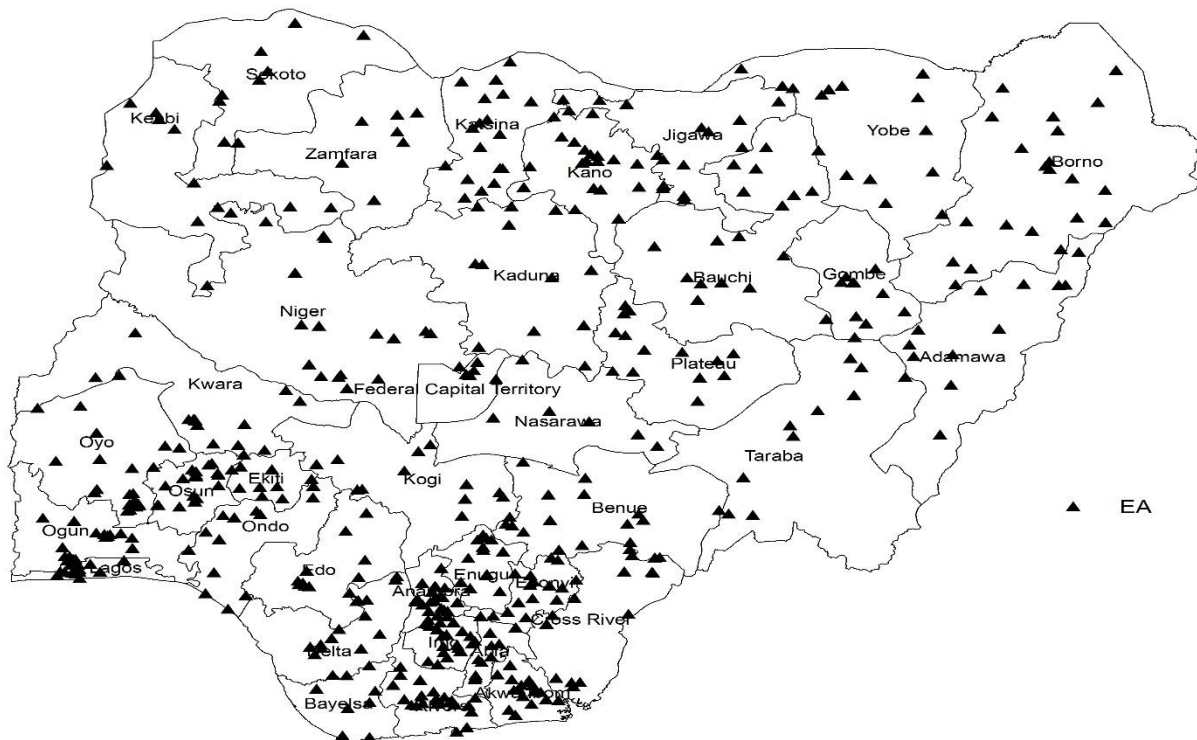 Sokoto
Kebbi
Zamfara
Katsina
Kano
Jigawa
Yobe
Borno
Kaduna
Bauchi
Gombe
Niger
Adamawa
Plateau
Federal Capital Territory
Kwara
Nasarawa
Oyo
Taraba
Kogi
Ekiti
Osun
Benue
EA
Ogun
Ondo
Lagos
Edo
Enugu
Ebonyi
Anambra
Cross River
Imo
Abia
Delta
Akwa Ibom
Bayelsa
Rivers